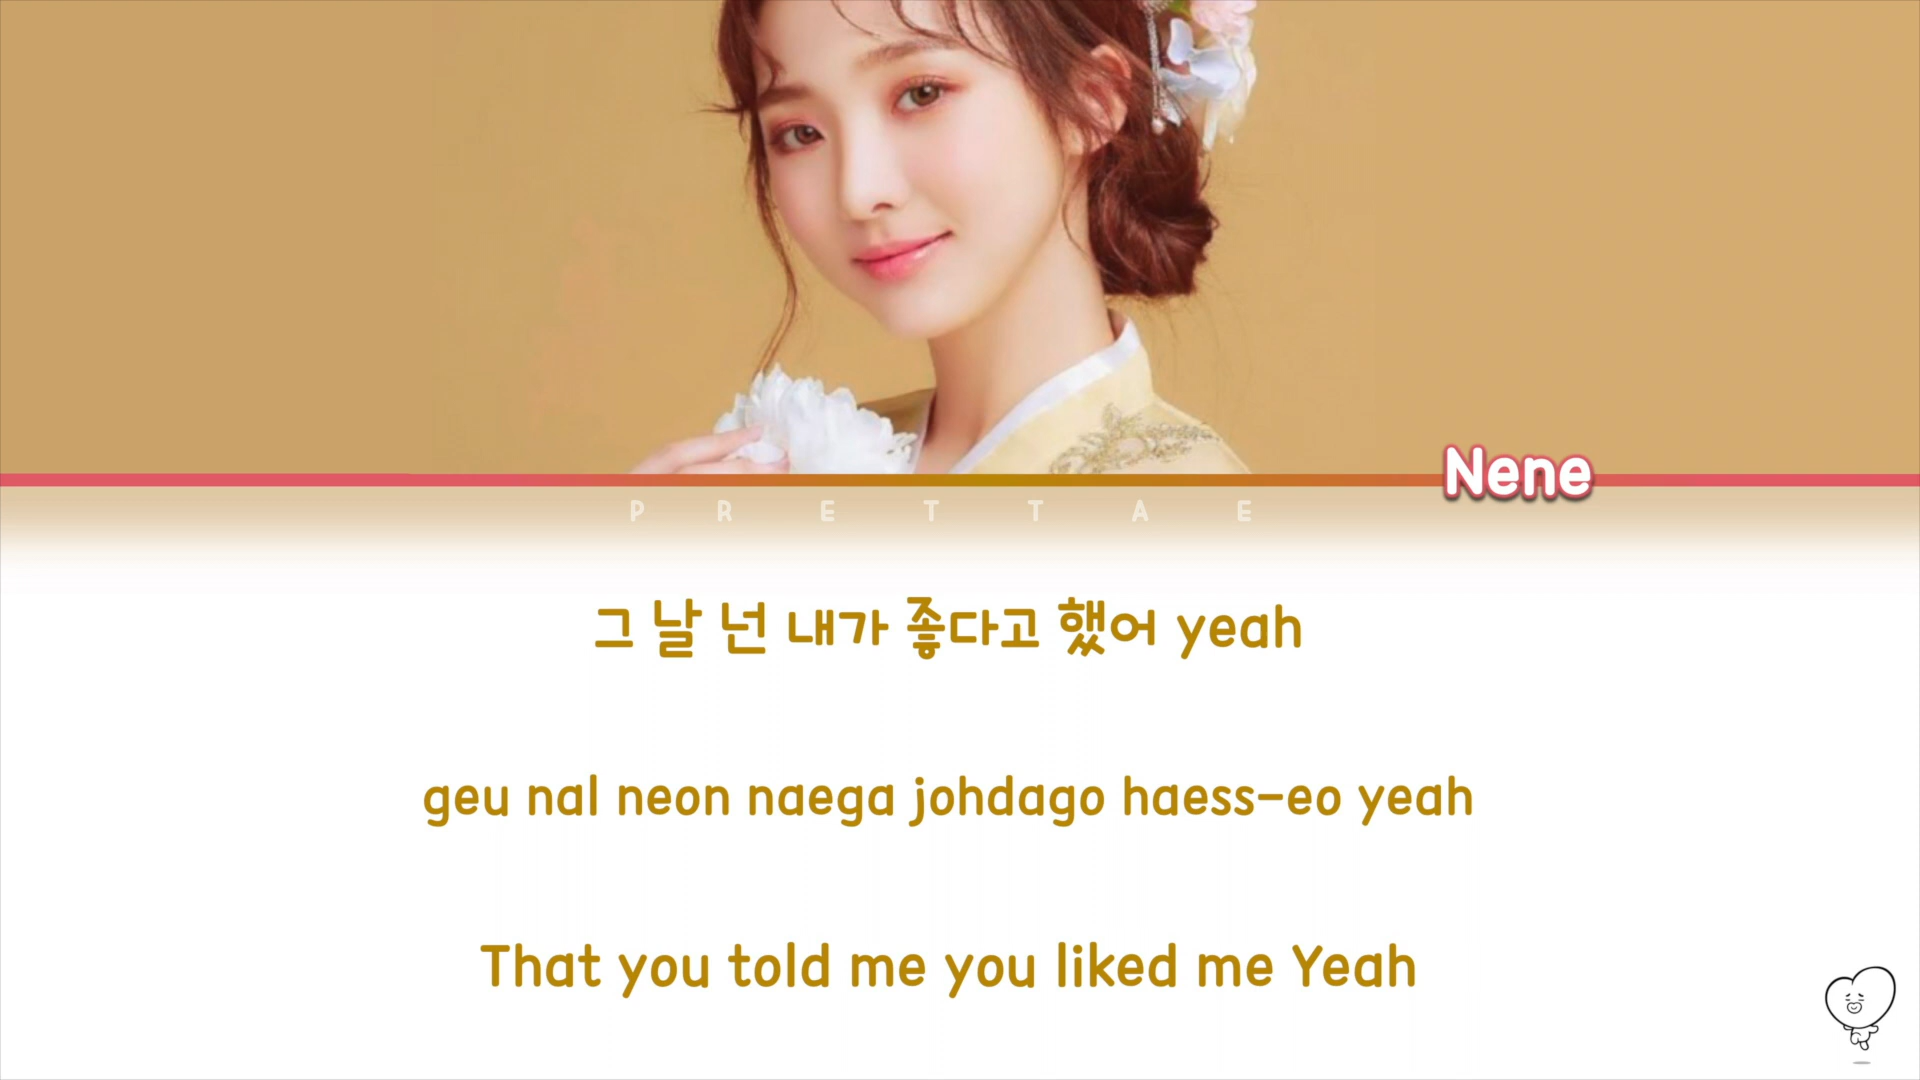 Nene
PRETTAE
그 날 넌 내가 좋다고 했어 yeah
geu nal neon naega johdago haess-eo yeah
That you told me you liked me Yeah